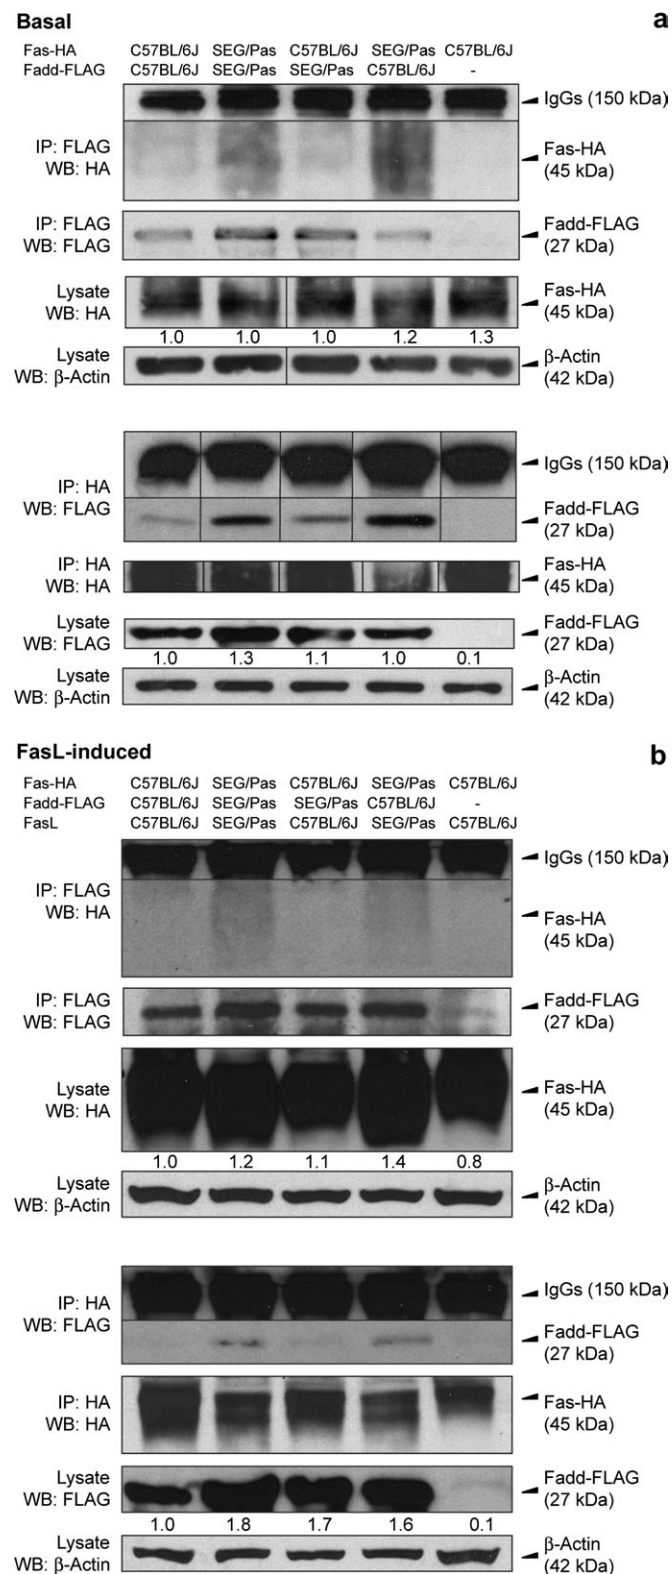 Basal a
Fas-HA C57BL/6J SEG/Pas C57BL/6J SEG/Pas C57BL/6J
Fadd-FLAG C57BL/6J SEG/Pas SEG/Pas C57BL/6J -
IgGs (150 kDa)
IP: FLAG
WB: HA
Fas-HA
(45 kDa)
IP: FLAG
WB: FLAG
Fadd-FLAG
(27 kDa)
Lysate
WB: HA
Fas-HA
(45 kDa)
1.0 1.0 1.0 1.2 1.3
Lysate
WB: β-Actin
β-Actin
(42 kDa)
IgGs (150 kDa)
IP: HA
WB: FLAG
Fadd-FLAG
(27 kDa)
IP: HA
WB: HA
Fas-HA
(45 kDa)
Lysate
WB: FLAG
Fadd-FLAG
(27 kDa)
1.0 1.3 1.1 1.0 0.1
Lysate
WB: β-Actin
β-Actin
(42 kDa)
FasL-induced b
Fas-HA C57BL/6J SEG/Pas C57BL/6J SEG/Pas C57BL/6J
Fadd-FLAG C57BL/6J SEG/Pas SEG/Pas C57BL/6J -
FasL C57BL/6J SEG/Pas C57BL/6J SEG/Pas C57BL/6J
IgGs (150 kDa)
IP: FLAG
WB: HA
Fas-HA
(45 kDa)
IP: FLAG
WB: FLAG
Fadd-FLAG
(27 kDa)
Lysate
WB: HA
Fas-HA
(45 kDa)
1.0 1.2 1.1 1.4 0.8
Lysate
WB: β-Actin
β-Actin
(42 kDa)
IgGs (150 kDa)
IP: HA
WB: FLAG
Fadd-FLAG
(27 kDa)
IP: HA
WB: HA
Fas-HA
(45 kDa)
Lysate
WB: FLAG
Fadd-FLAG
(27 kDa)
1.0 1.8 1.7 1.6 0.1
Lysate
WB: β-Actin
β-Actin
(42 kDa)